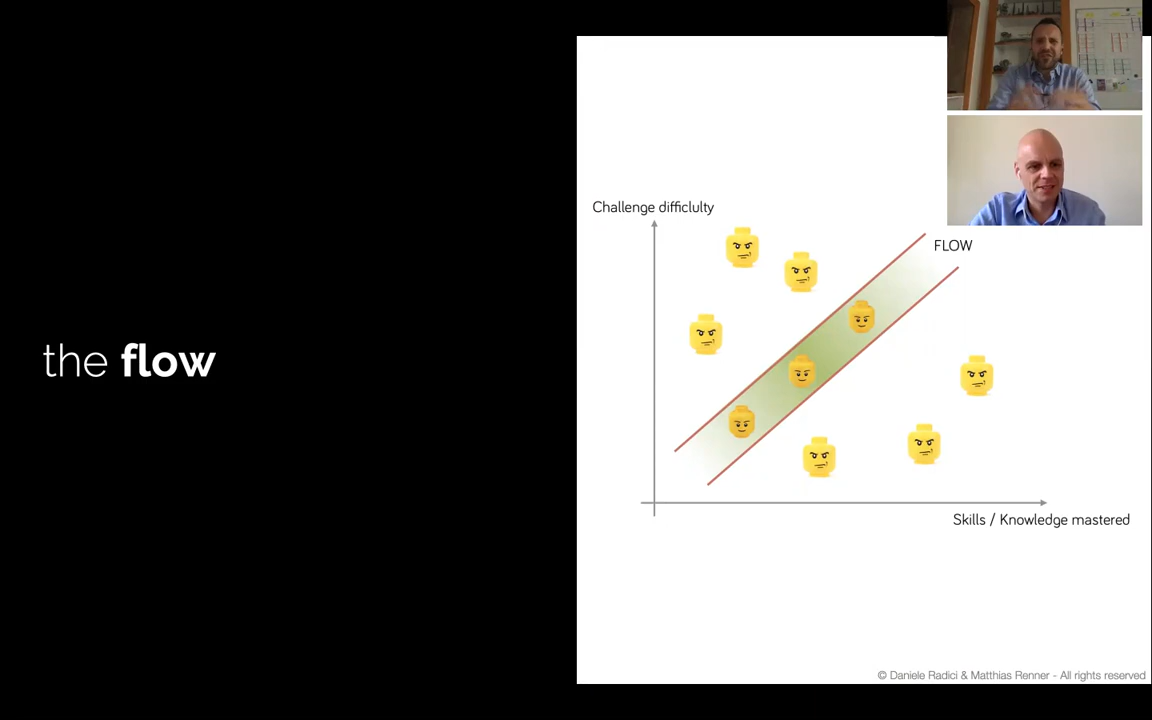 the flow
Challenge difficlulty
FLOW
Skills / Knowledge mastered
© Daniele Radici & Matthias Renner - All rights reserved